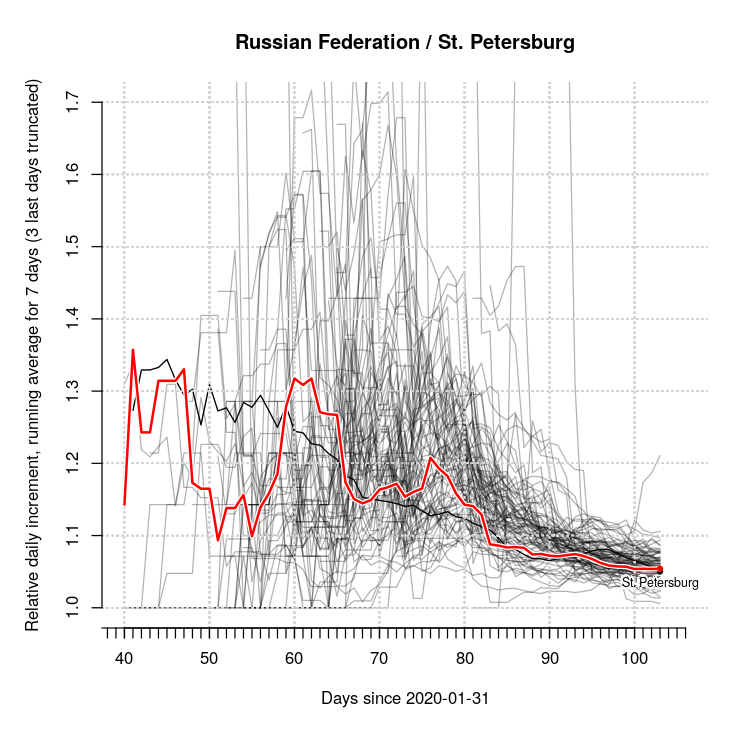 Russian Federation / St. Petersburg
Relative daily increment, running average for 7 days (3 last days truncated)
1.7
1.6
1.5
1.4
1.3
1.2
1.1
1.0
St. Petersburg
40 50 60 70 80 90 100
Days since 2020-01-31